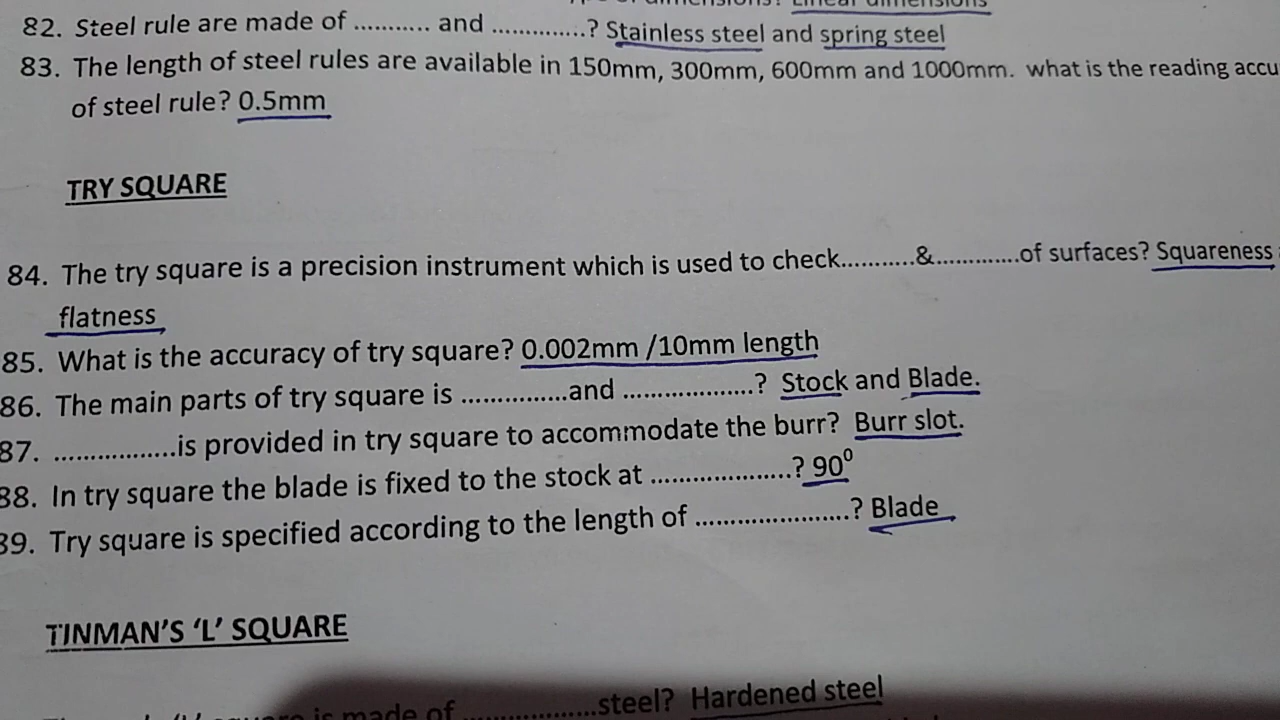 Linear dimensions
82. Steel rule are made of ........... and ..............? Stainless steel and spring steel
83. The length of steel rules are available in 150mm, 300mm, 600mm and 1000mm. what is the reading accu
of steel rule? 0.5mm
TRY SQUARE
84. The try square is a precision instrument which is used to check...........&.............of surfaces? Squareness
flatness
85. What is the accuracy of try square? 0.002mm /10mm length
86. The main parts of try square is ...............and ...................? Stock and Blade.
87. .................is provided in try square to accommodate the burr? Burr slot.
88. In try square the blade is fixed to the stock at ....................? 90⁰
89. Try square is specified according to the length of ......................? Blade
TINMAN'S 'L' SQUARE
is made of ...................steel? Hardened steel